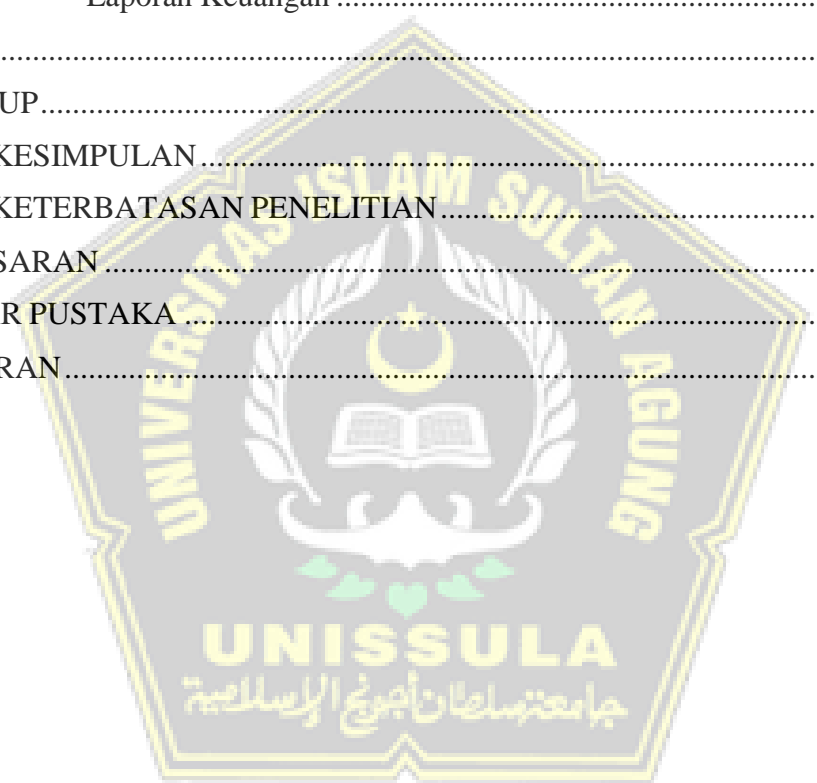 Laporan Keuangan ..........................................................................
..........................................................................
UP..........................................................................
KESIMPULAN..........................................................................
KETERBATASAN PENELITIAN..........................................................................
SARAN..........................................................................
R PUSTAKA ..........................................................................
RAN..........................................................................
UNIVERSITAS ISLAM SULTAN AGUNG
UNISSULA
جامعة سلطان أجونج الإسلامية